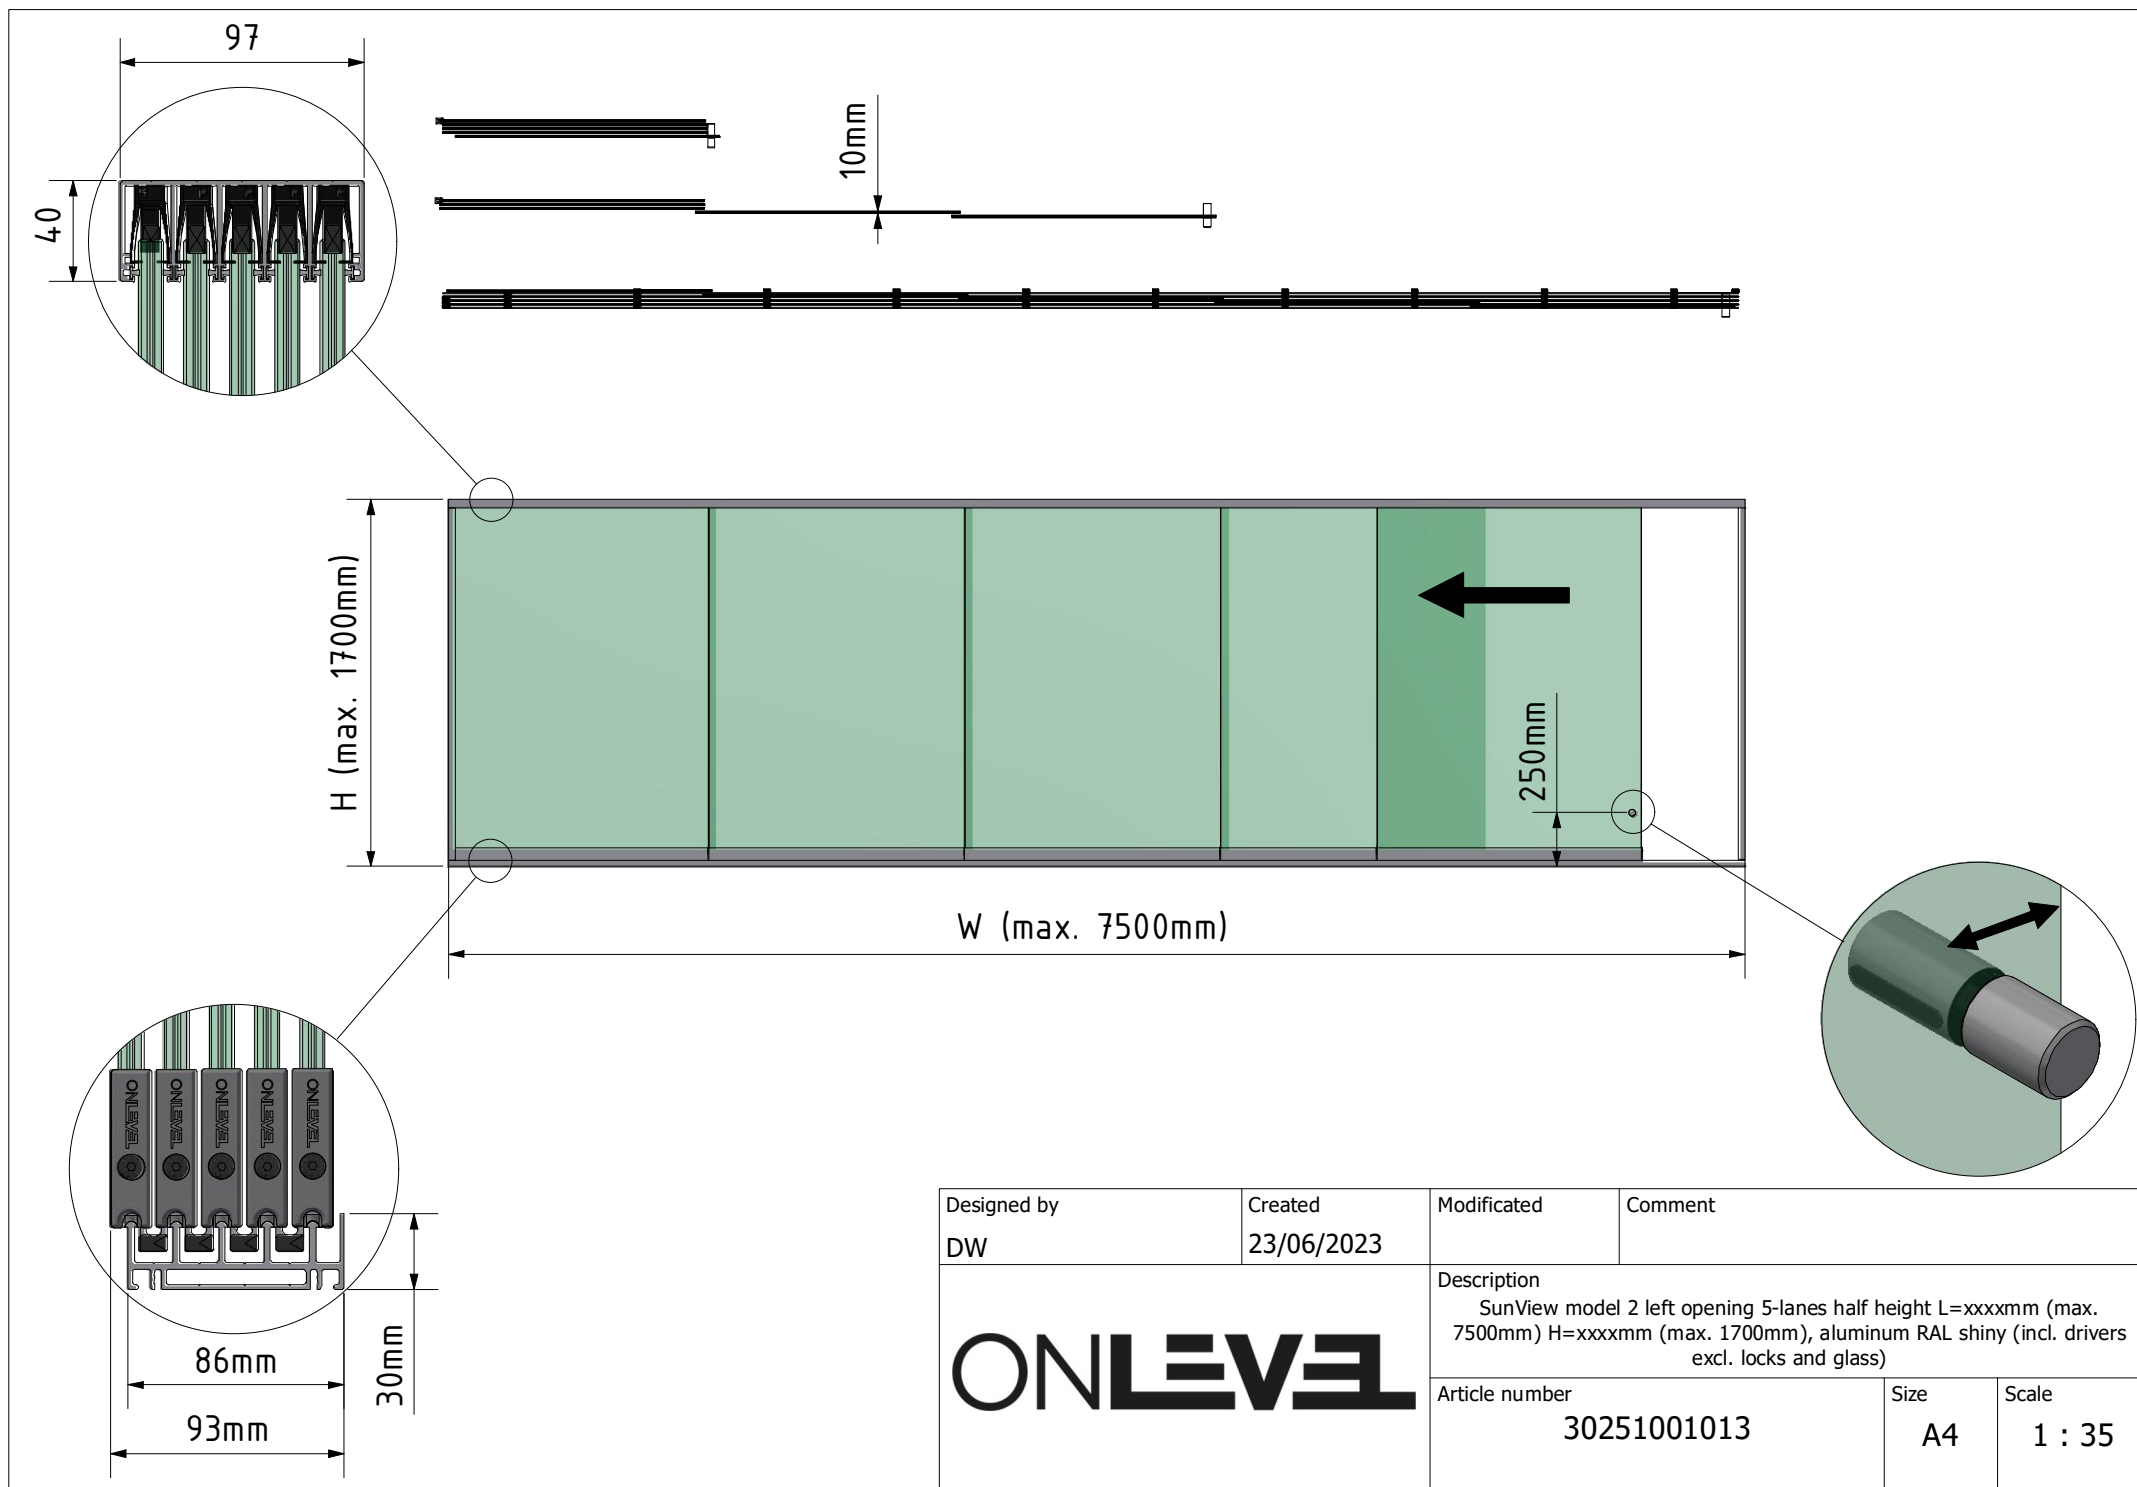 97
40
10mm
H (max. 1700mm)
250mm
W (max. 7500mm)
ONLEVEL
ONLEVEL
ONLEVEL
ONLEVEL
ONLEVEL
30mm
86mm
93mm
Designed by
DW
Created
23/06/2023
Modificated
Comment
ONLEVEL
Description
SunView model 2 left opening 5-lanes half height L=xxxxmm (max.
7500mm) H=xxxxmm (max. 1700mm), aluminum RAL shiny (incl. drivers
excl. locks and glass)
Article number
30251001013
Size
A4
Scale
1 : 35